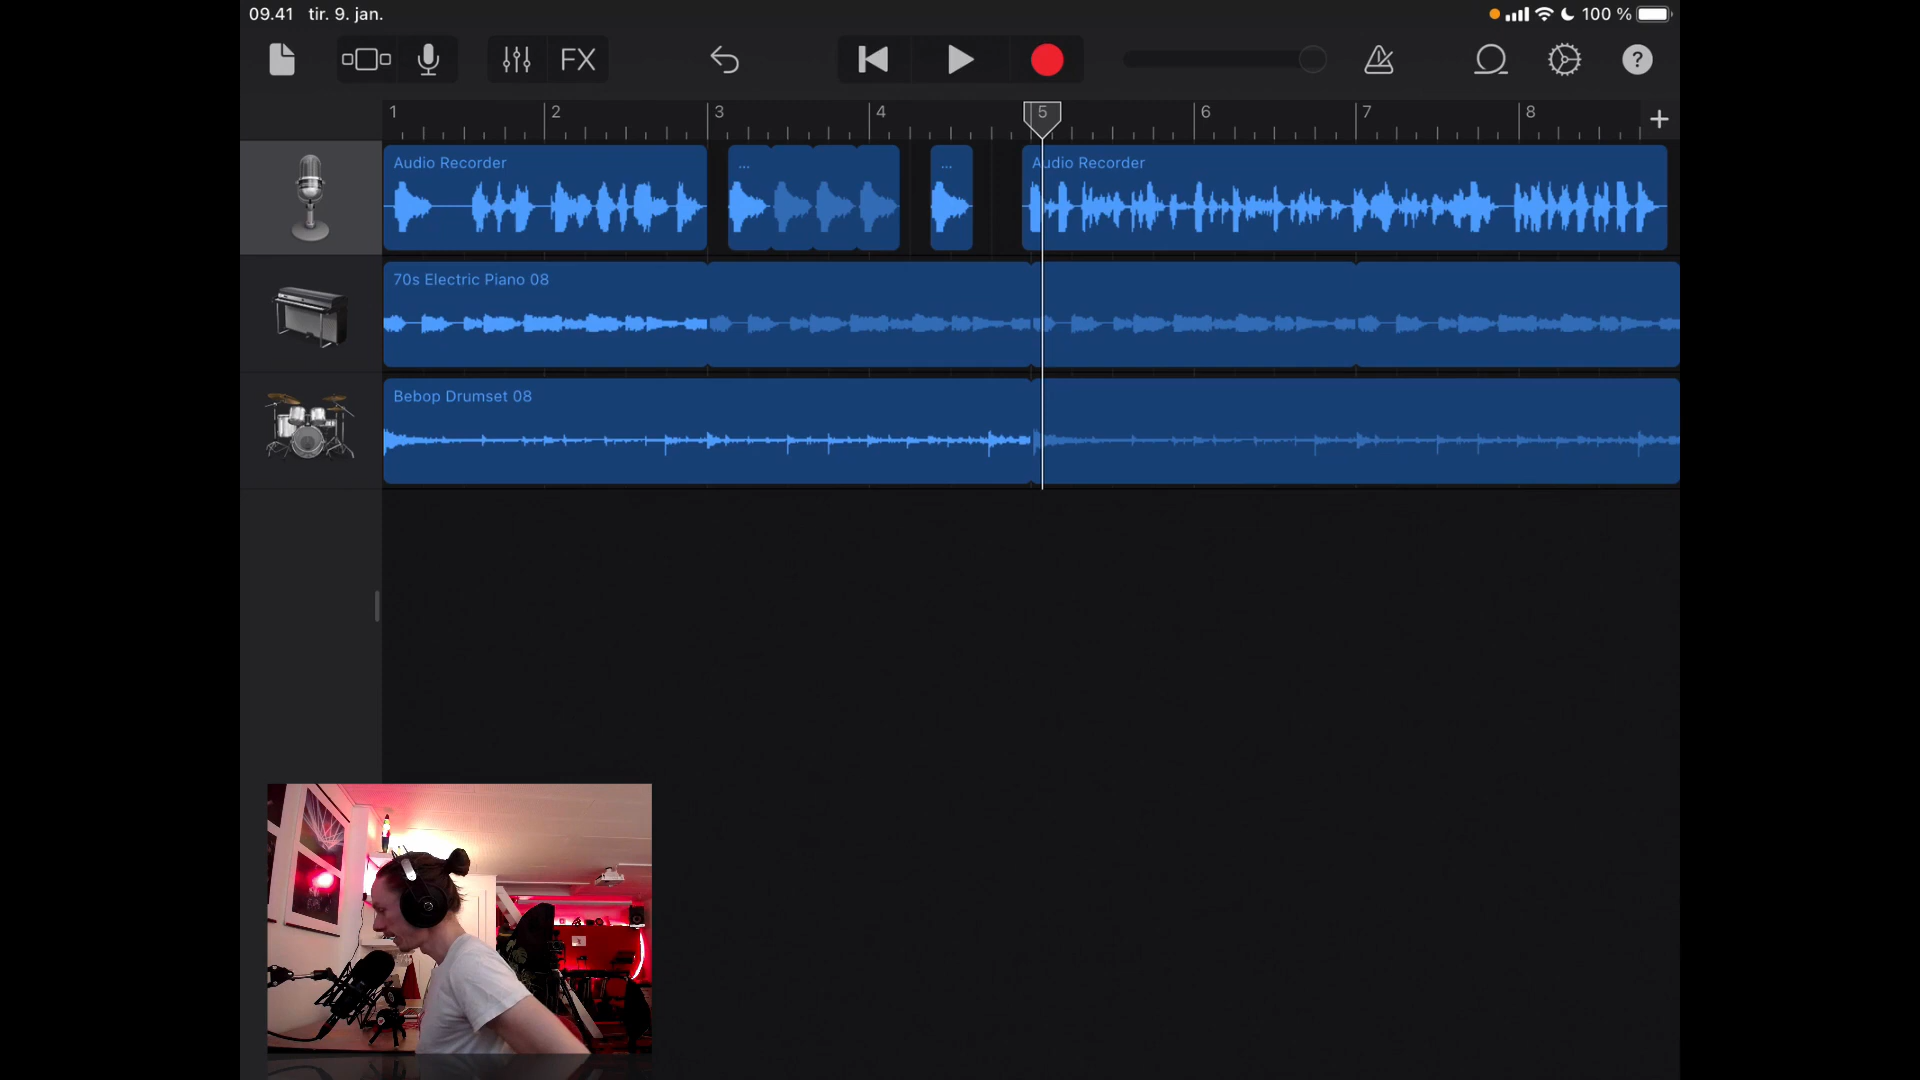 09.41 tir. 9. jan.
100 %
FX
?
1 2 3 4 5 6 7 8 +
Audio Recorder ... ... Audio Recorder
70s Electric Piano 08
Bebop Drumset 08